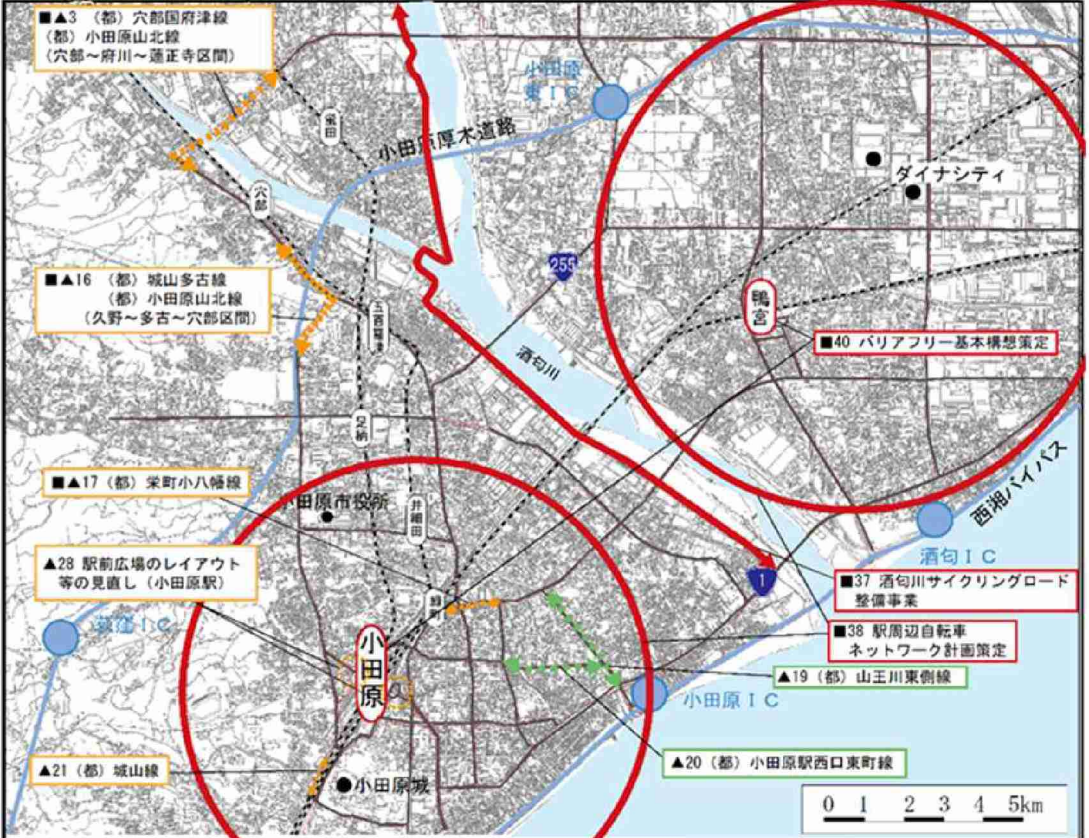 ■▲3 (都) 穴部国府津線
(都) 小田原山北線
(穴部～府川～蓮正寺区間)
小田原
東IC
小田原厚木道路
飯田
ダイナシティ
穴部
255
■▲16 (都) 城山多古線
(都) 小田原山北線
(久野～多古～穴部区間)
鴨宮
五百羅漢
■40 バリアフリー基本構想策定
酒匂川
足柄
西湘バイパス
■▲17 (都) 栄町小八幡線
小田原市役所
井細田
酒匂IC
▲28 駅前広場のレイアウト
等の見直し (小田原駅)
1
■37 酒匂川サイクリングロード
整備事業
緑町
荻窪IC
■38 駅周辺自転車
ネットワーク計画策定
小田原
▲19 (都) 山王川東側線
小田原IC
▲20 (都) 小田原駅西口東町線
▲21 (都) 城山線
小田原城
0 1 2 3 4 5km